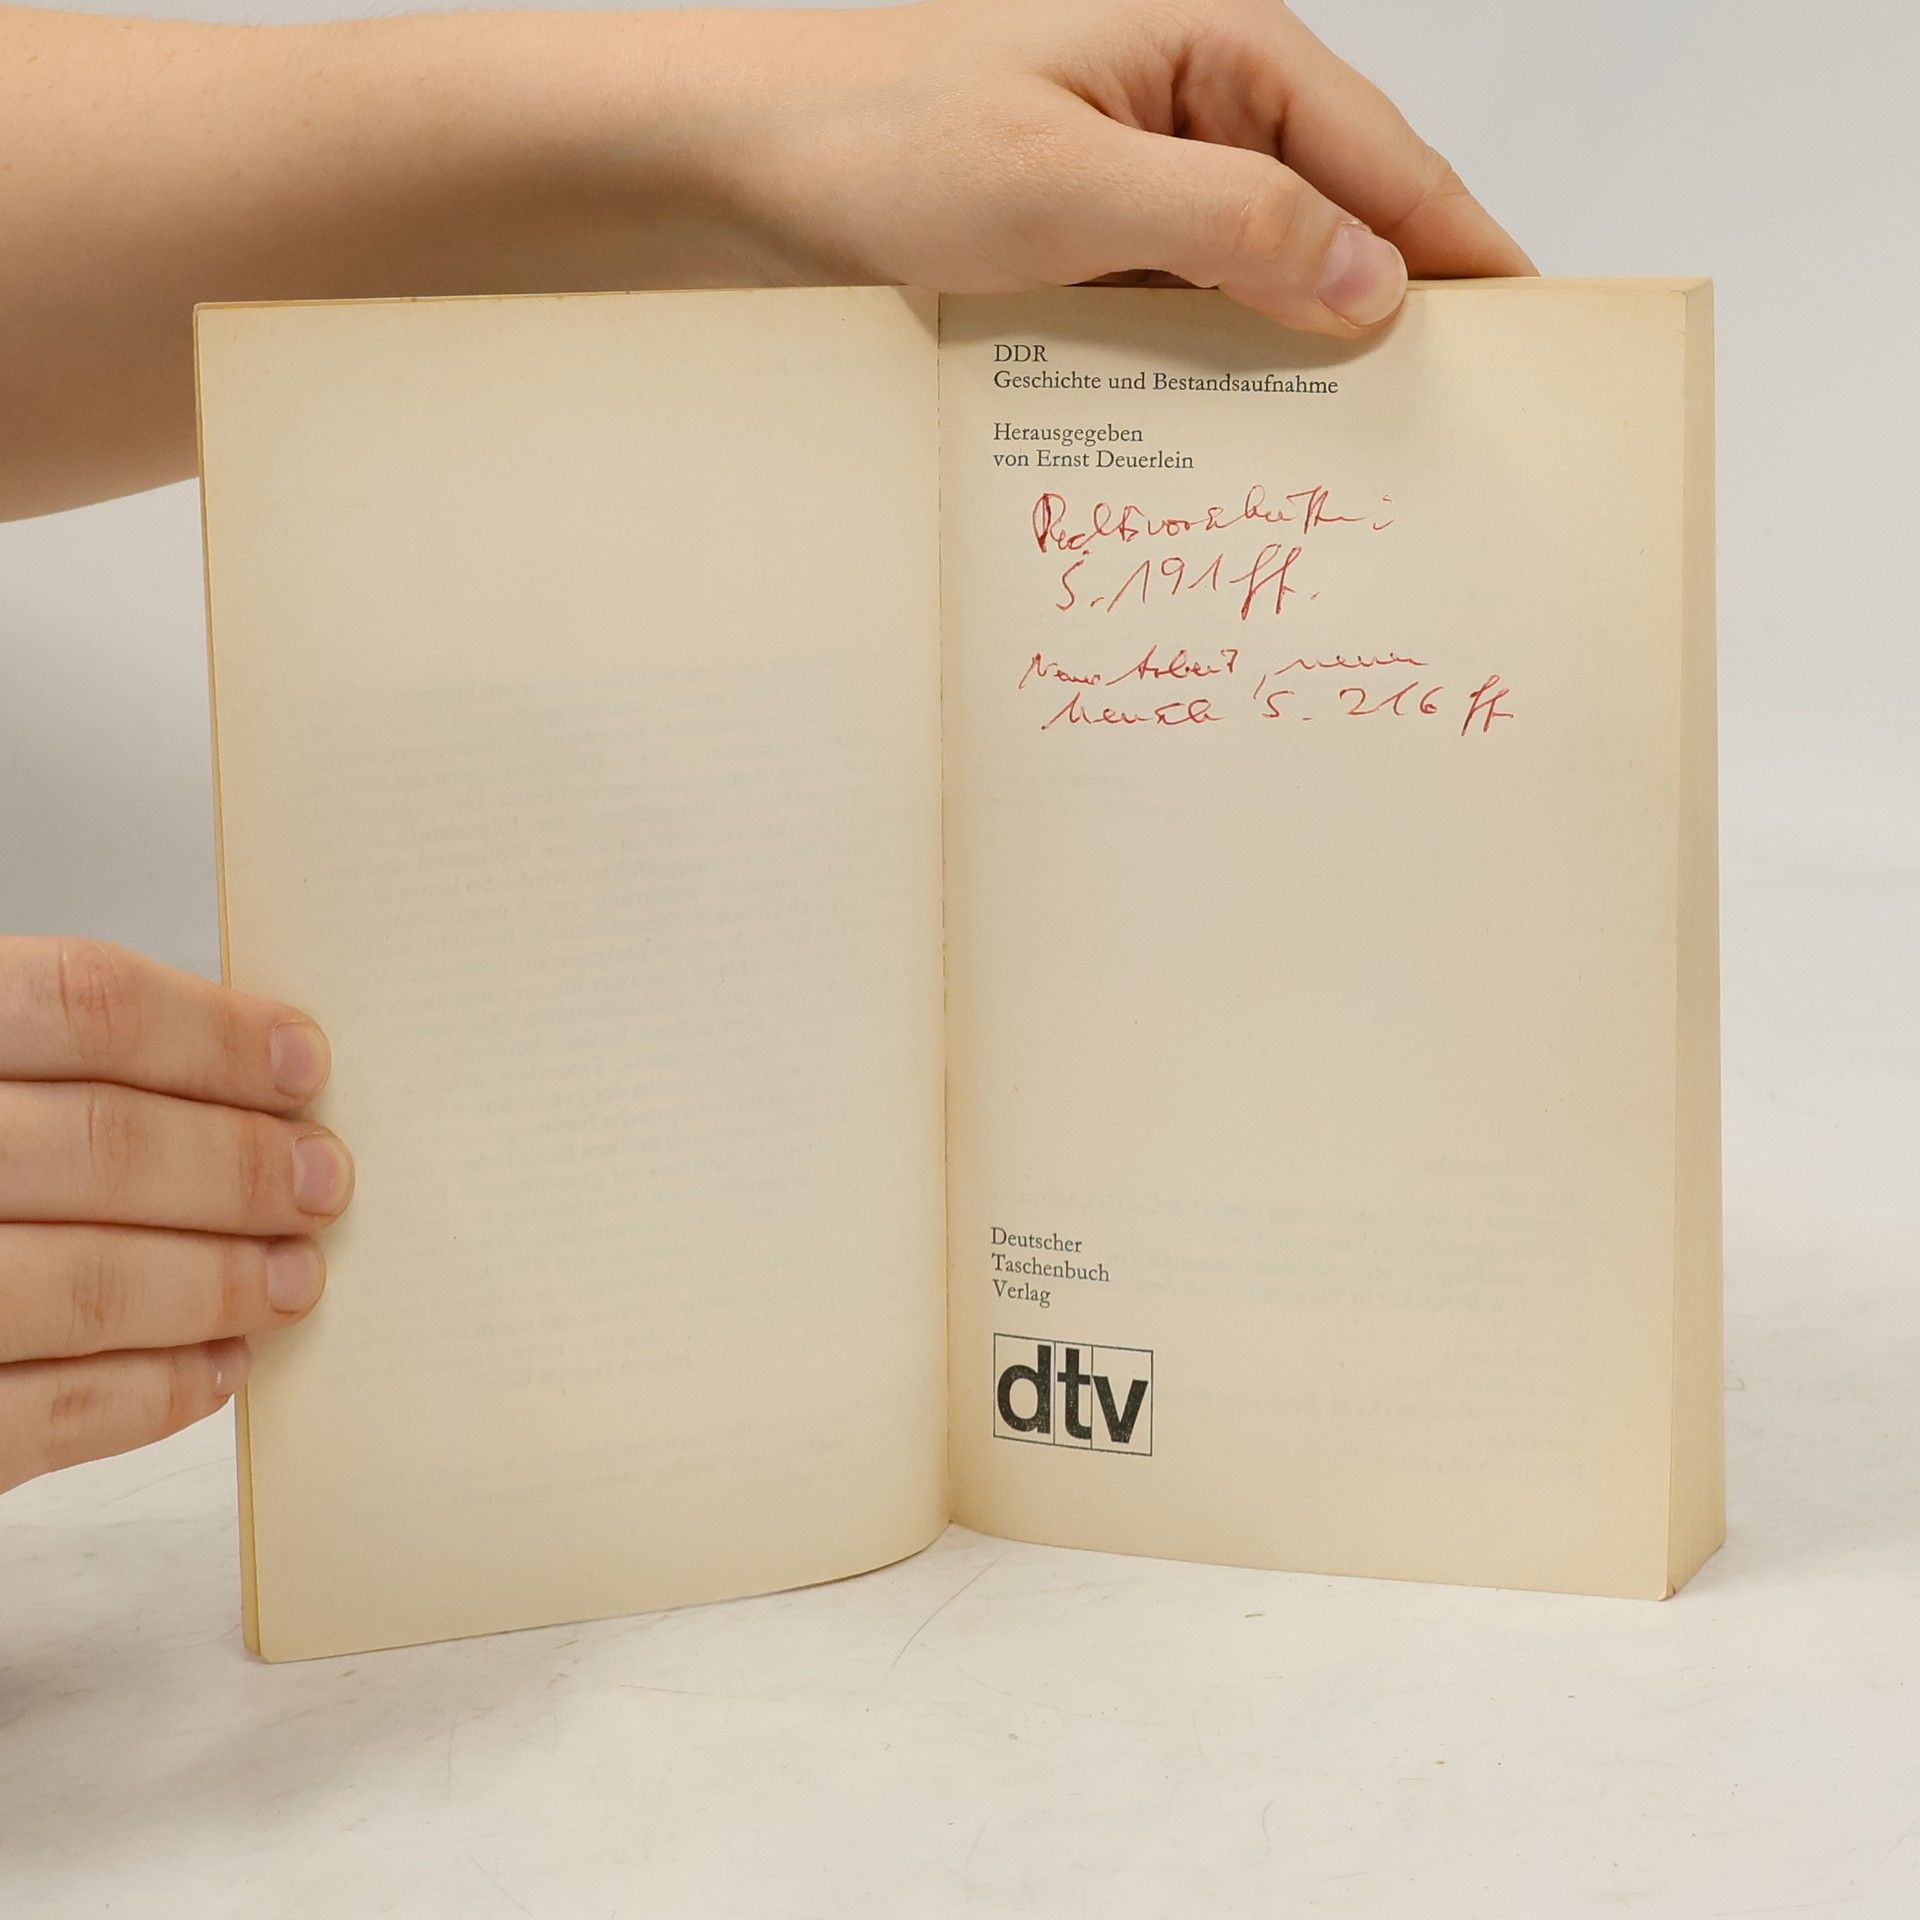 DDR
Geschichte und Bestandsaufnahme
Herausgegeben
von Ernst Deuerlein
Rechtsvorschriften:
S. 191 ff.
Neue Arbeit, neuer
Mensch S. 216 ff
Deutscher
Taschenbuch
Verlag
dtv